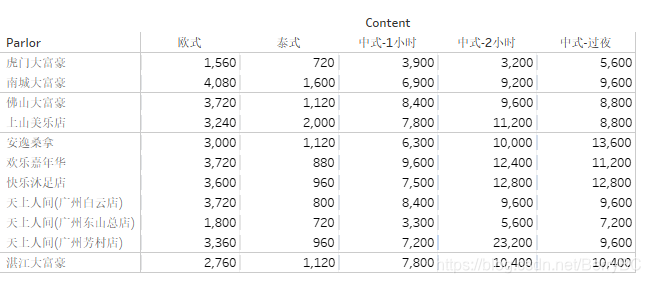 Content
Parlor 欧式 泰式 中式-1小时 中式-2小时 中式-过夜
虎门大富豪 1,560 720 3,900 3,200 5,600
南城大富豪 4,080 1,600 6,900 9,200 9,600
佛山大富豪 3,720 1,120 8,400 9,600 8,800
上山美乐店 3,240 2,000 7,800 11,200 8,800
安逸桑拿 3,000 1,120 6,300 10,000 13,600
欢乐嘉年华 3,720 880 9,600 12,400 11,200
快乐沐足店 3,600 960 7,500 12,800 12,800
天上人间(广州白云店) 3,720 800 8,400 9,600 9,600
天上人间(广州东山总店) 1,800 720 3,300 5,600 7,200
天上人间(广州芳村店) 3,360 960 7,200 23,200 9,600
湛江大富豪 2,760 1,120 7,800 10,400 10,400